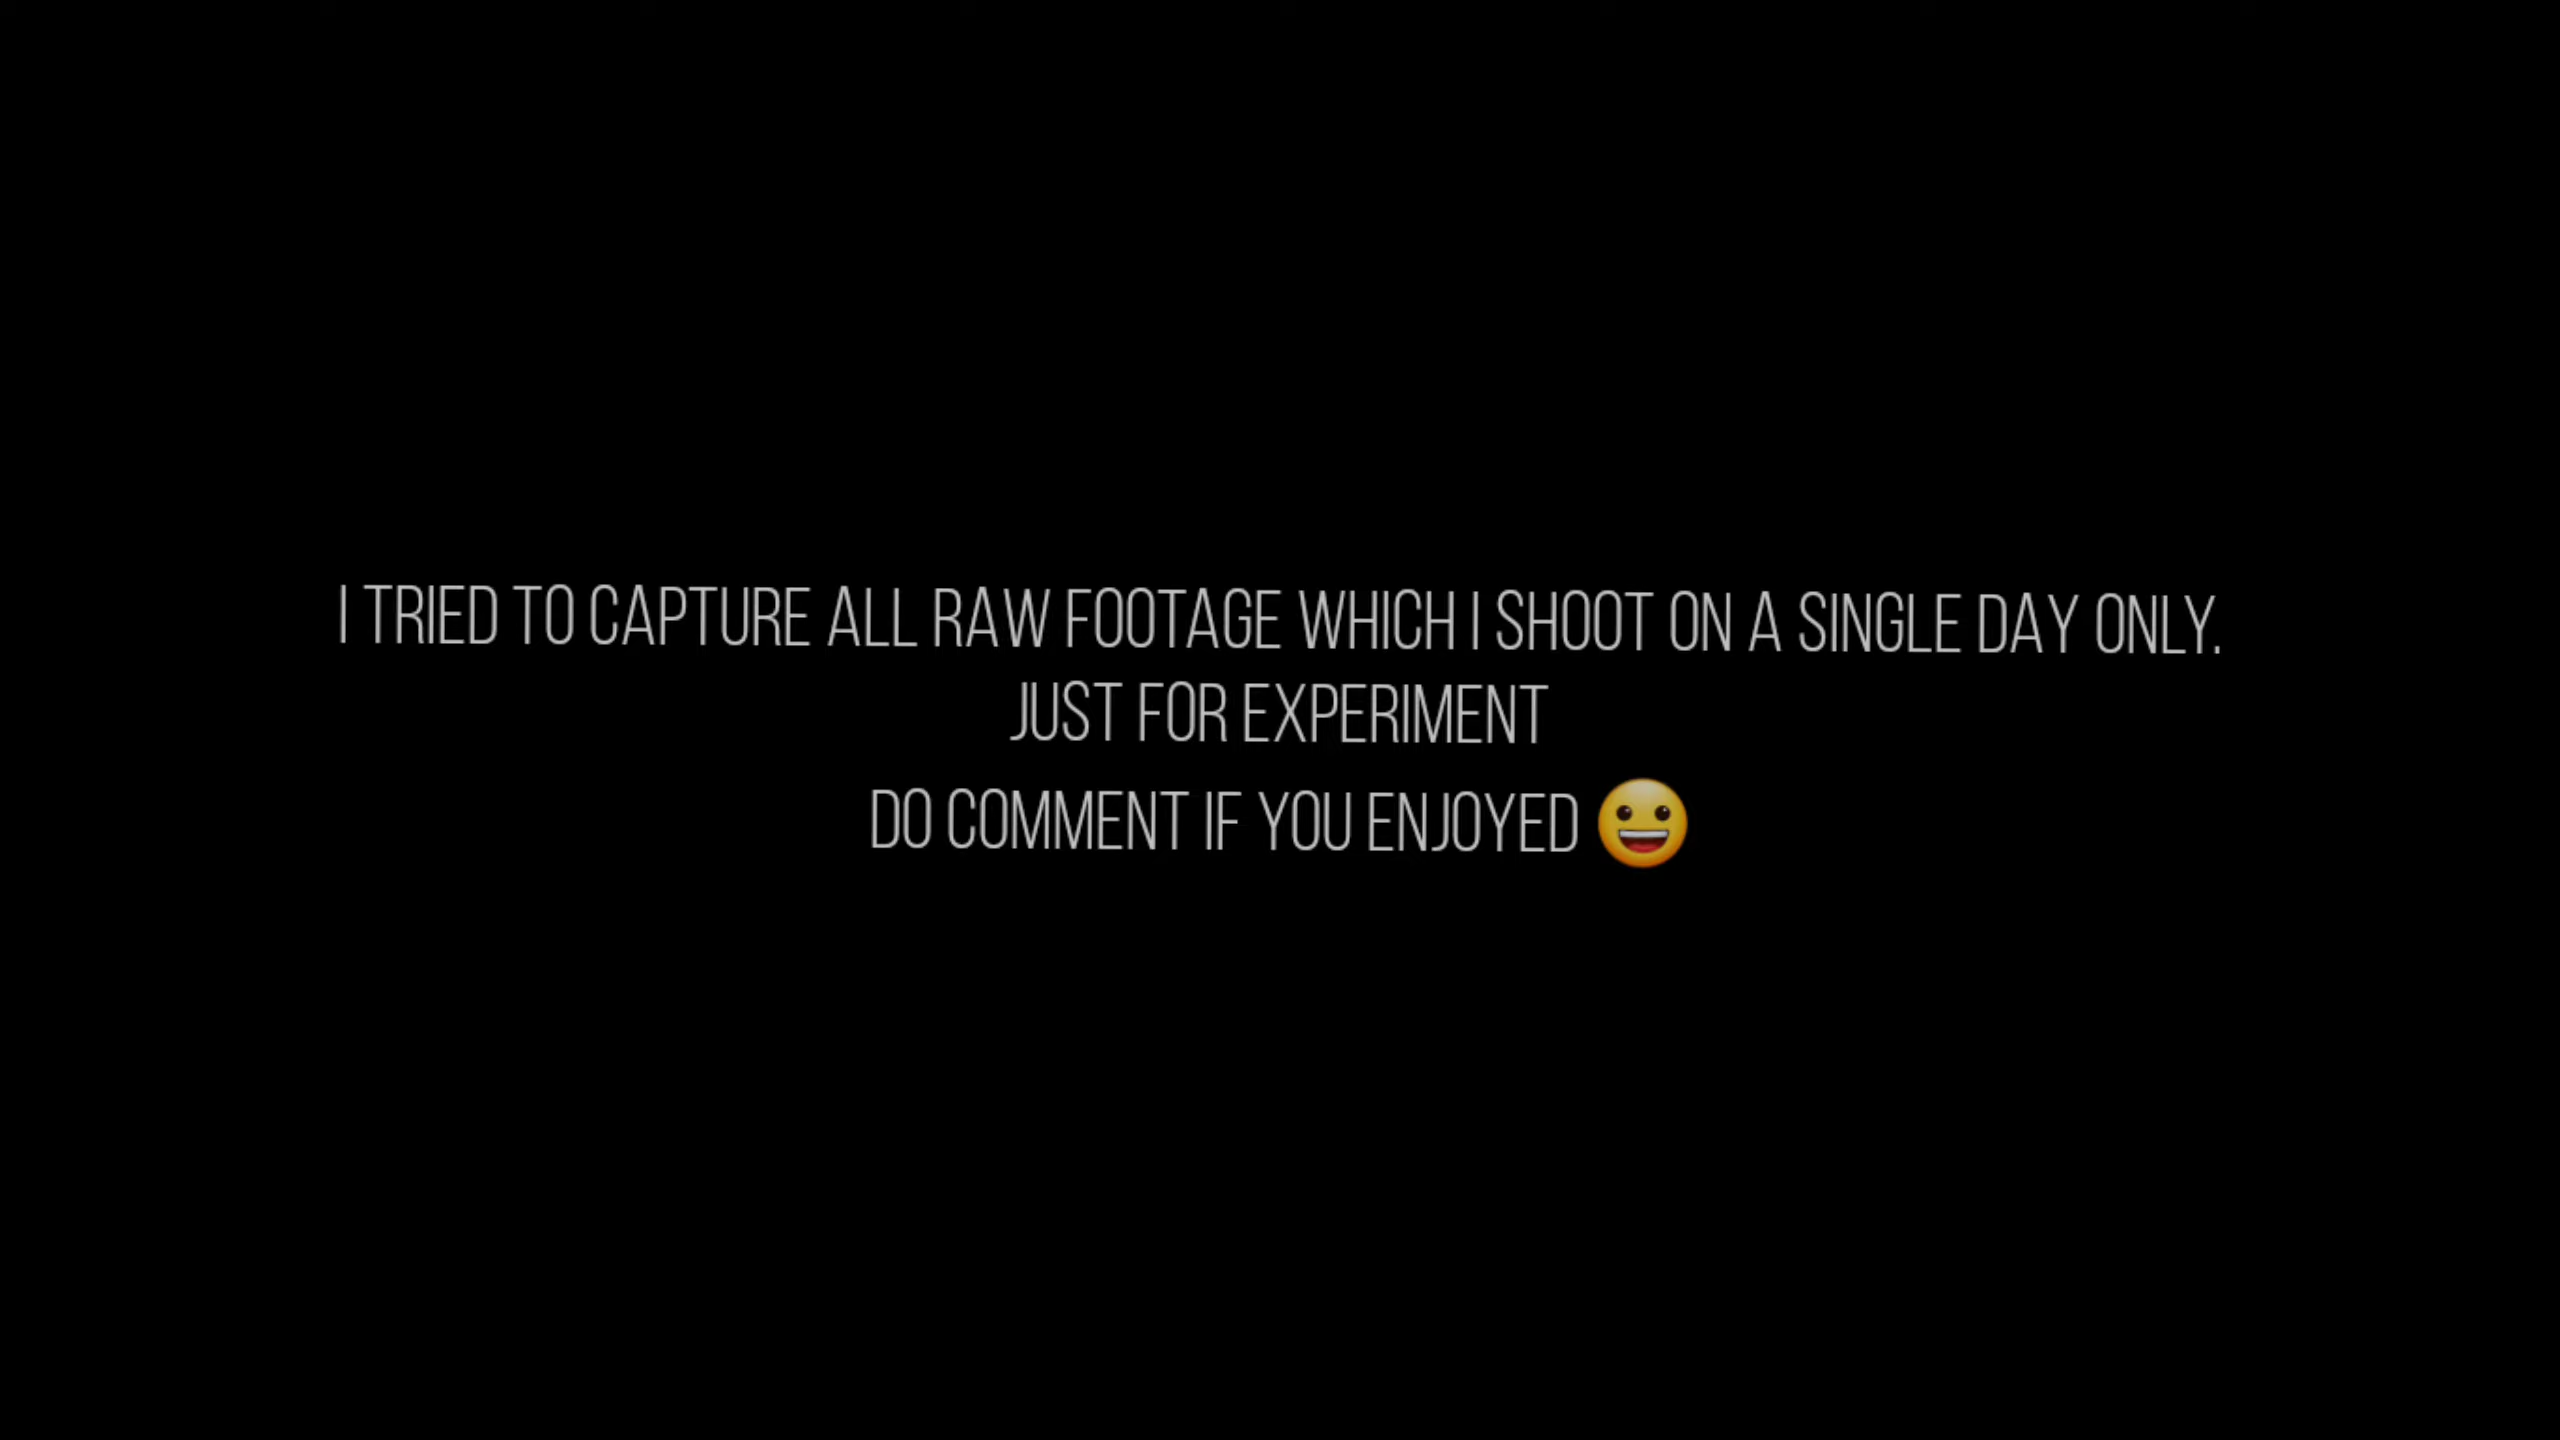 I TRIED TO CAPTURE ALL RAW FOOTAGE WHICH I SHOOT ON A SINGLE DAY ONLY.
JUST FOR EXPERIMENT
DO COMMENT IF YOU ENJOYED 😀